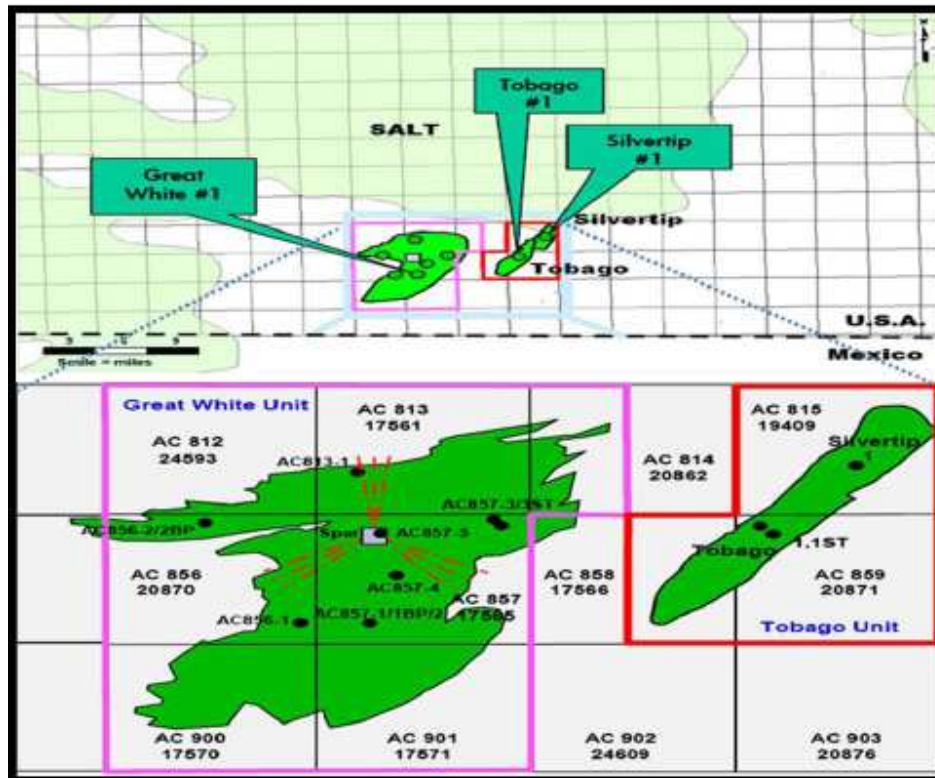 Tobago
#1
SALT
Silvertip
#1
Great
White #1
Silvertip
Tobago
U.S.A.
Mexico
Scale = miles
Great White Unit
AC 813
17561
AC 815
19409
AC 812
24593
AC 814
20862
Silvertip
1
AC813-1
AC857-3/3ST
AC856-2/2BP
Spar
AC857-5
Tobago
1,1ST
AC 856
20870
AC857-4
AC 858
17566
AC 859
20871
AC 857
17565
AC856-1
AC857-1/1BP/2
Tobago Unit
AC 900
17570
AC 901
17571
AC 902
24609
AC 903
20876